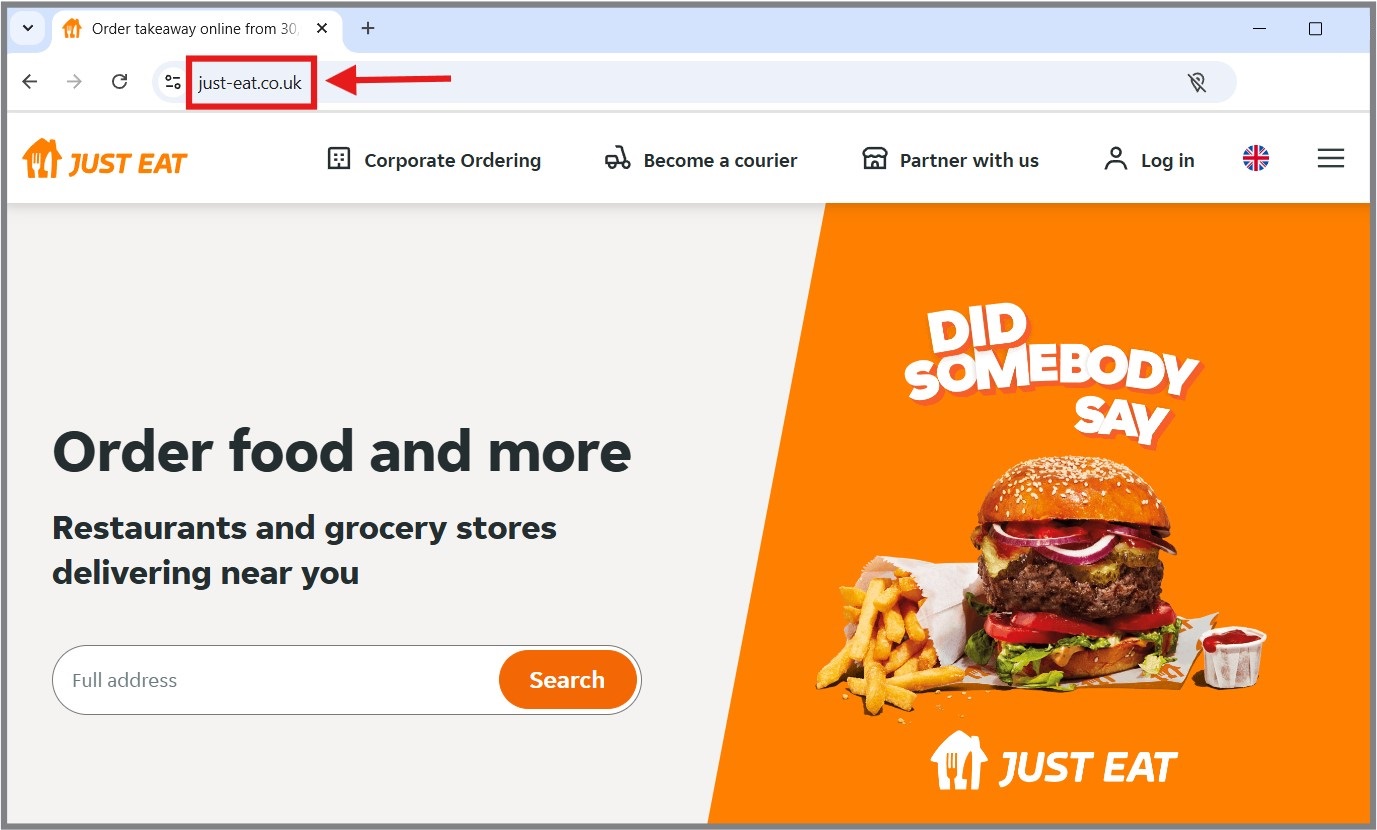 Order takeaway online from 30,
just-eat.co.uk
JUST EAT
Corporate Ordering
Become a courier
Partner with us
Log in
DID
SOMEBODY
SAY
Order food and more
Restaurants and grocery stores
delivering near you
Full address
Search
JUST EAT